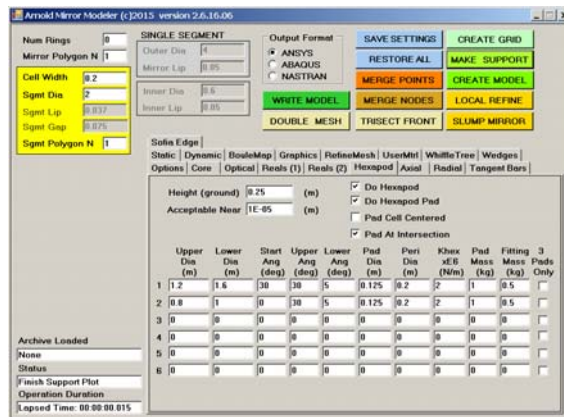 Arnold Mirror Modeler (c)2015 version 2.6.16.06
Num Rings 0
Mirror Polygon N 1
Cell Width 0.2
Sgmt Dia 2
Sgmt Lip 0.037
Sgmt Gap 0.075
Sgmt Polygon N 1
SINGLE SEGMENT
Outer Dia 4
Mirror Lip 0.05
Inner Dia 0.6
Inner Lip 0.05
Output Format
ANSYS
ABAQUS
NASTRAN
WRITE MODEL
DOUBLE MESH
SAVE SETTINGS CREATE GRID
RESTORE ALL MAKE SUPPORT
MERGE POINTS CREATE MODEL
MERGE NODES LOCAL REFINE
TRISECT FRONT SLUMP MIRROR
Sofia Edge
Static Dynamic BouleMap Graphics RefineMesh UserMtrl WhiffleTree Wedges
Options Core Optical Reals (1) Reals (2) Hexapod Axial Radial Tangent Bars
Height (ground) 0.25 (m)
Acceptable Near 1E-05 (m)
Do Hexapod
Do Hexapod Pad
Pad Cell Centered
Pad At Intersection
Upper Lower Start Upper Lower Pad Peri Khex Pad Fitting 3
Dia Dia Ang Ang Ang Dia Dia xE6 Mass Mass Pads
(m) (m) (deg) (deg) (deg) (m) (m) (N/m) (kg) (kg) Only
1 1.2 1.6 30 30 5 0.125 0.2 2 1 0.5
2 0.8 1 0 30 5 0.125 0.2 2 1 0.5
3 0 0 0 0 0 0 0 0 0 0
4 0 0 0 0 0 0 0 0 0 0
5 0 0 0 0 0 0 0 0 0 0
6 0 0 0 0 0 0 0 0 0 0
Archive Loaded
None
Status
Finish Support Plot
Operation Duration
Lapsed Time: 00:00:00.015